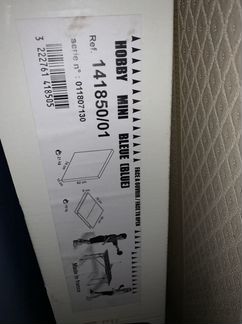 HOBBY MINI BLEUE (BLUE)
Ref. 141850/01
serie n° : 011807130
3 222761 418505
Made in france